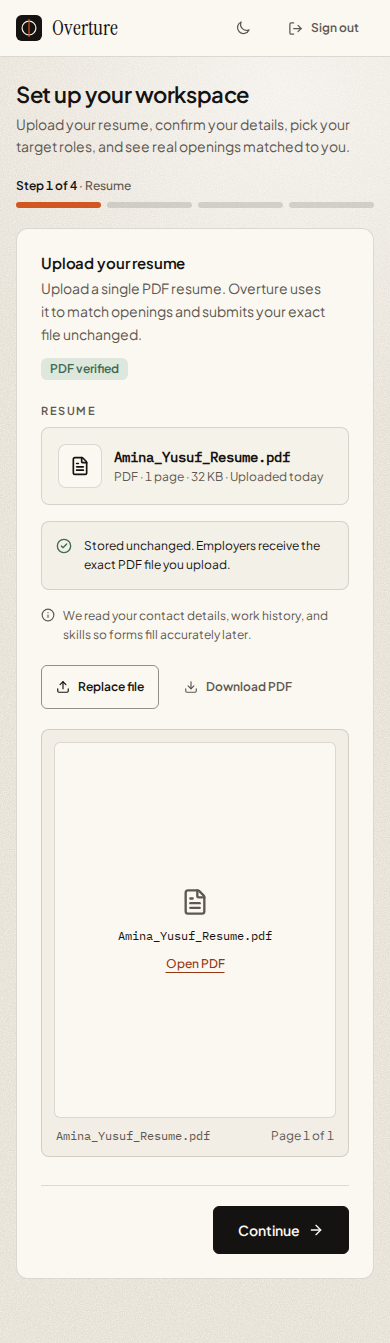 Overture
Sign out
Set up your workspace
Upload your resume, confirm your details, pick your
target roles, and see real openings matched to you.
Step 1 of 4 · Resume
Upload your resume
Upload a single PDF resume. Overture uses
it to match openings and submits your exact
file unchanged.
PDF verified
RESUME
Amina_Yusuf_Resume.pdf
PDF · 1 page · 32 KB · Uploaded today
Stored unchanged. Employers receive the
exact PDF file you upload.
We read your contact details, work history, and
skills so forms fill accurately later.
Replace file
Download PDF
Amina_Yusuf_Resume.pdf
Open PDF
Amina_Yusuf_Resume.pdf
Page 1 of 1
Continue